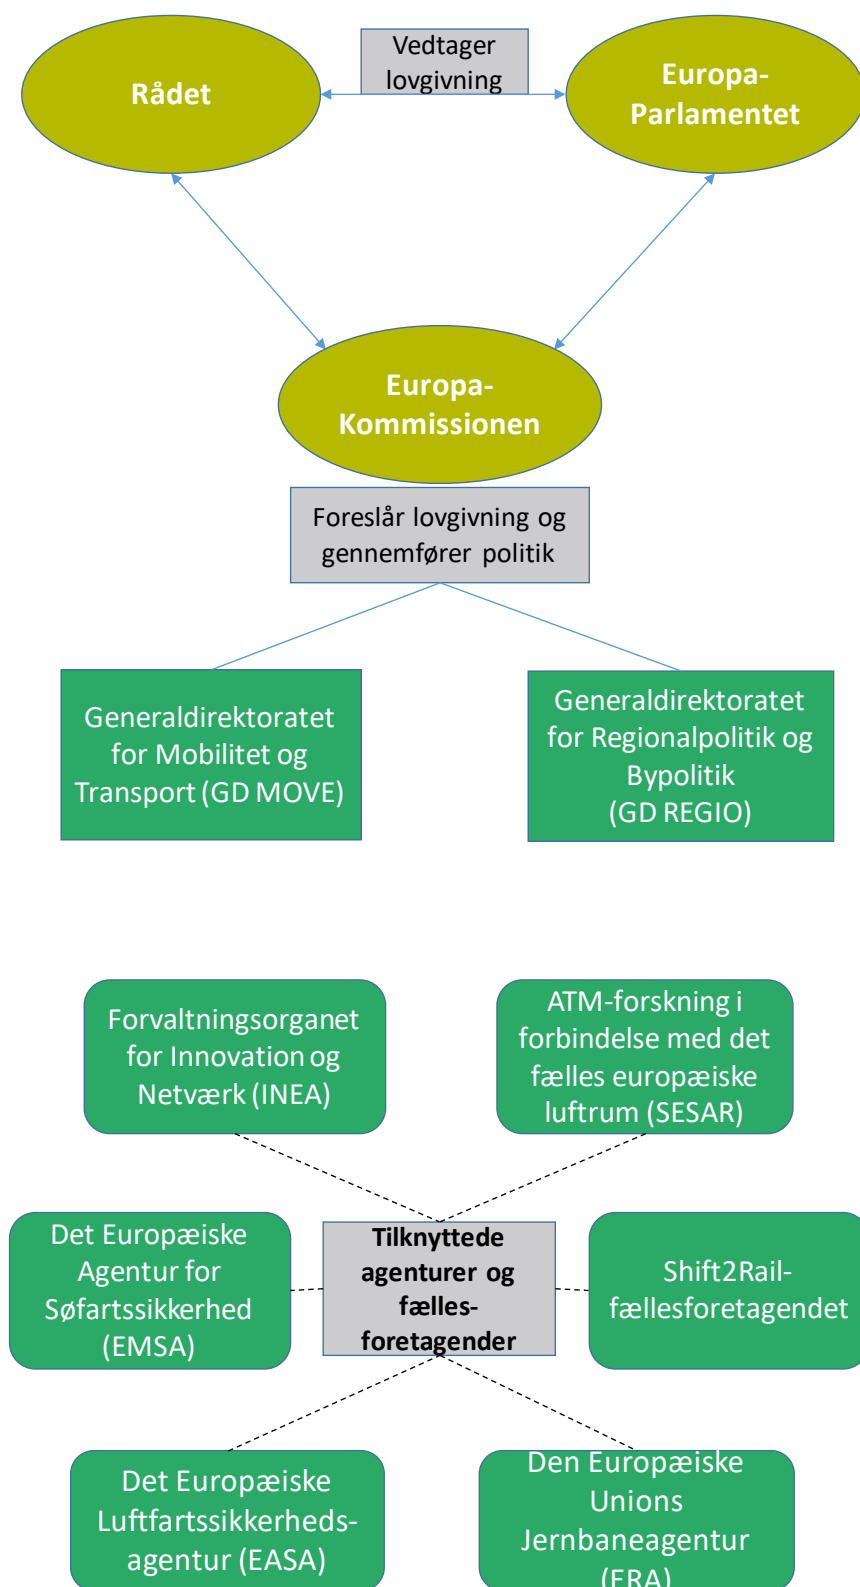 Rådet
Vedtager
lovgivning
Europa-
Parlamentet
Europa-
Kommissionen
Foreslår lovgivning og
gennemfører politik
Generaldirektoratet
for Mobilitet og
Transport (GD MOVE)
Generaldirektoratet
for Regionalpolitik og
Bypolitik
(GD REGIO)
Forvaltningsorganet
for Innovation og
Netværk (INEA)
ATM-forskning i
forbindelse med det
fælles europæiske
luftrum (SESAR)
Det Europæiske
Agentur for
Søfartssikkerhed
(EMSA)
Tilknyttede
agenturer og
fælles-
foretagender
Shift2Rail-
fællesforetagendet
Det Europæiske
Luftfartssikkerheds-
agentur (EASA)
Den Europæiske
Unions
Jernbaneagentur
(ERA)